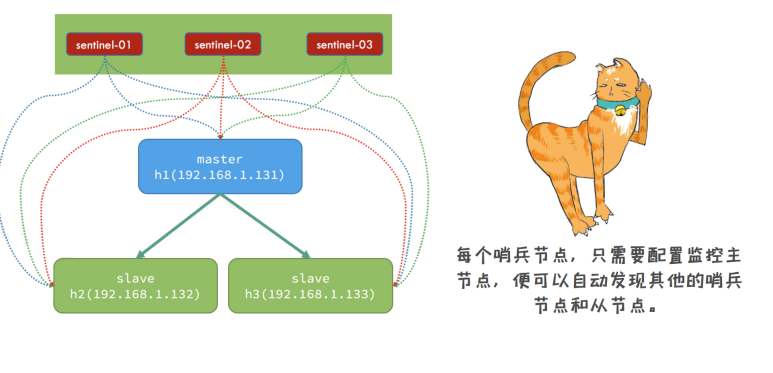 sentinel-01
sentinel-02
sentinel-03
master
h1(192.168.1.131)
slave
h2(192.168.1.132)
slave
h3(192.168.1.133)
每个哨兵节点，只需要配置监控主
节点，便可以自动发现其他的哨兵
节点和从节点。